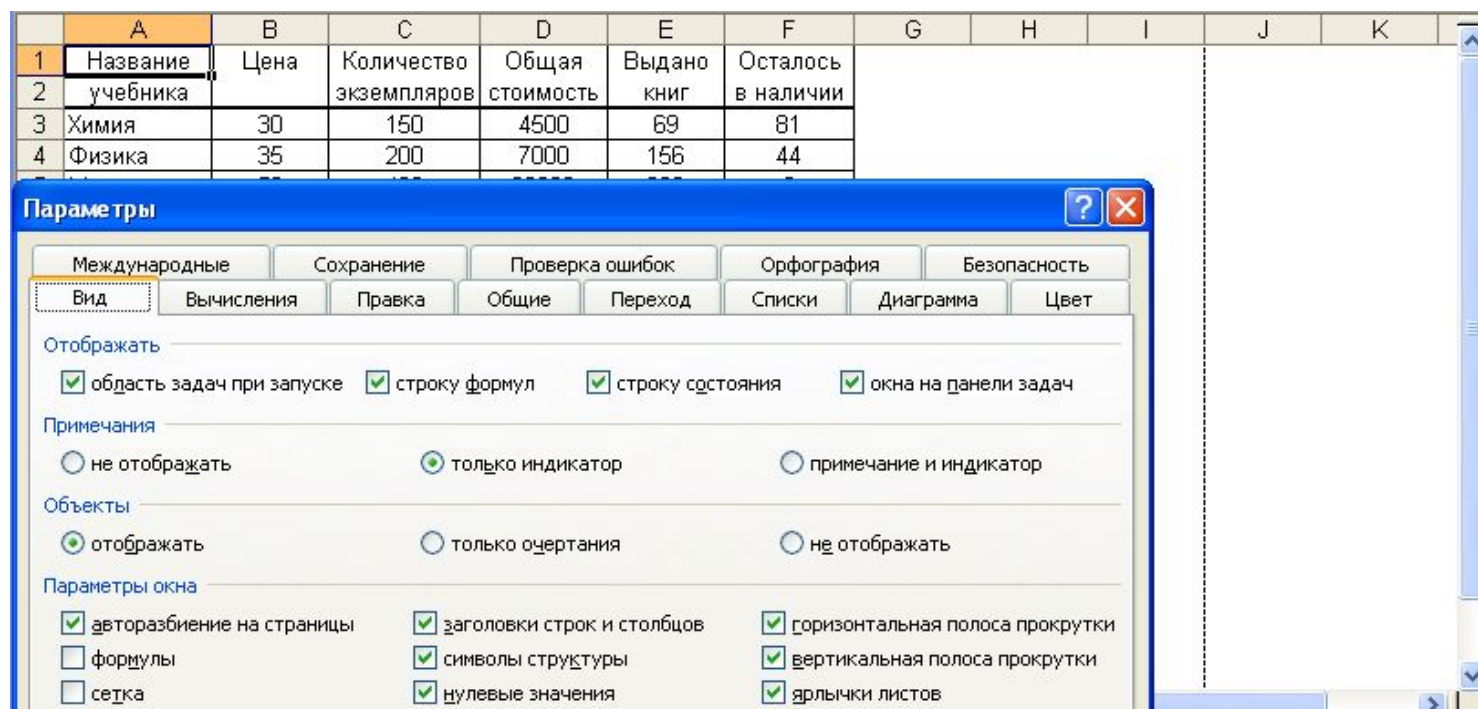 A B C D E F G H I J K
1 Название Цена Количество Общая Выдано Осталось
2 учебника экземпляров стоимость книг в наличии
3 Химия 30 150 4500 69 81
4 Физика 35 200 7000 156 44
Параметры
Международные Сохранение Проверка ошибок Орфография Безопасность
Вид Вычисления Правка Общие Переход Списки Диаграмма Цвет
Отображать
область задач при запуске строку формул строку состояния окна на панели задач
Примечания
не отображать только индикатор примечание и индикатор
Объекты
отображать только очертания не отображать
Параметры окна
авторазбиение на страницы заголовки строк и столбцов горизонтальная полоса прокрутки
формулы символы структуры вертикальная полоса прокрутки
сетка нулевые значения ярлычки листов